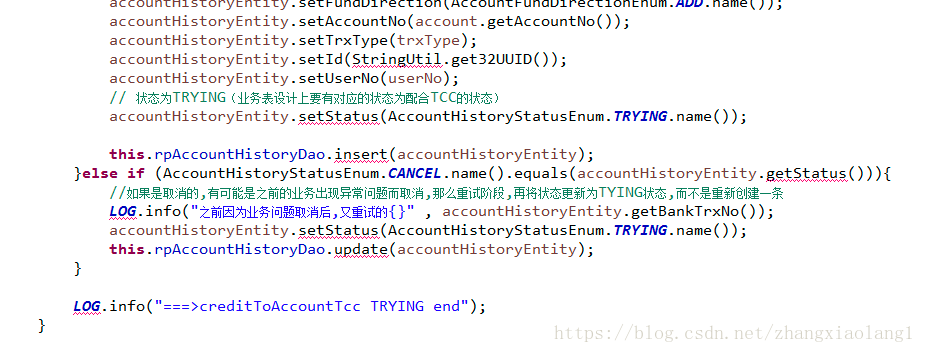 accountHistoryEntity.setFundDirection(AccountFundDirectionEnum.ADD.name());
accountHistoryEntity.setAccountNo(account.getAccountNo());
accountHistoryEntity.setTrxType(trxType);
accountHistoryEntity.setId(StringUtil.get32UUID());
accountHistoryEntity.setUserNo(userNo);
// 状态为TRYING（业务表设计上要有对应的状态为配合TCC的状态）
accountHistoryEntity.setStatus(AccountHistoryStatusEnum.TRYING.name());
this.rpAccountHistoryDao.insert(accountHistoryEntity);
}else if (AccountHistoryStatusEnum.CANCEL.name().equals(accountHistoryEntity.getStatus())){
//如果是取消的,有可能是之前的业务出现异常问题而取消,那么重试阶段,再将状态更新为TYING状态,而不是重新创建一条
LOG.info("之前因为业务问题取消后,又重试的{}" , accountHistoryEntity.getBankTrxNo());
accountHistoryEntity.setStatus(AccountHistoryStatusEnum.TRYING.name());
this.rpAccountHistoryDao.update(accountHistoryEntity);
}
LOG.info("===>creditToAccountTcc TRYING end");
}
https://blog.csdn.net/zhangxiaolang1